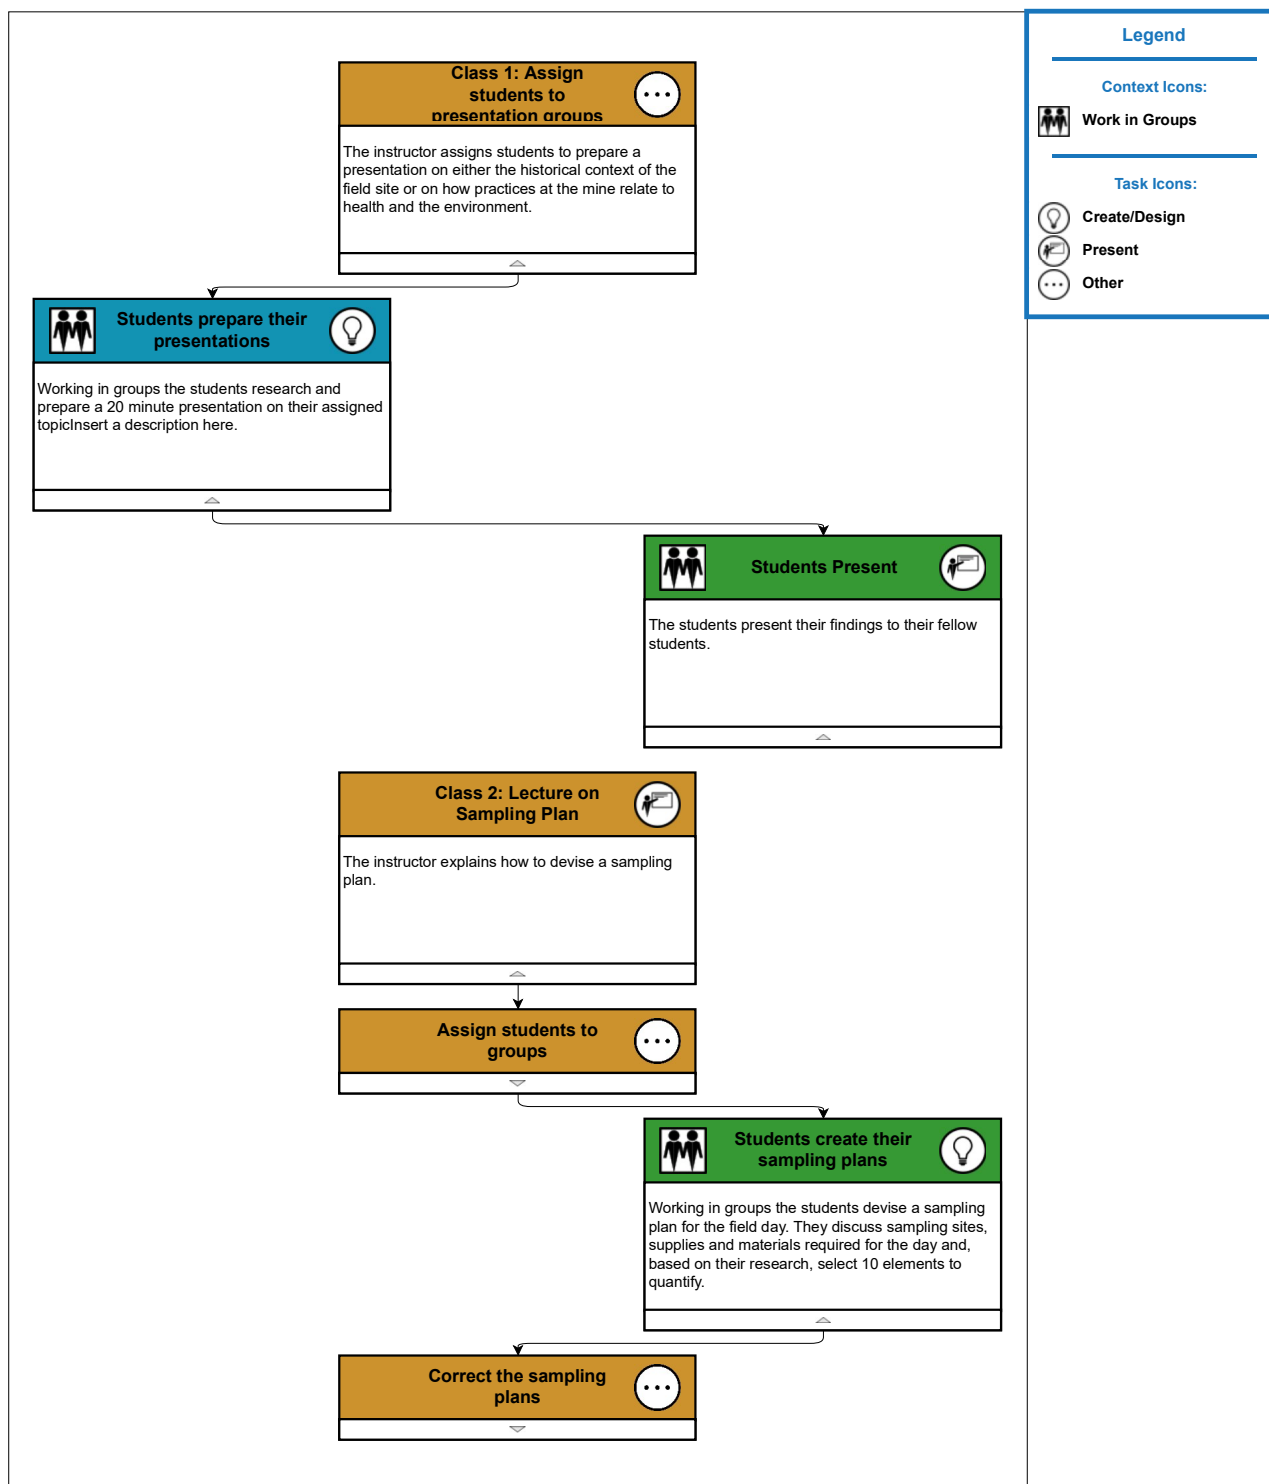 Class 1: Assign
students to
presentation groups
The instructor assigns students to prepare a
presentation on either the historical context of the
field site or on how practices at the mine relate to
health and the environment.
Students prepare their
presentations
Working in groups the students research and
prepare a 20 minute presentation on their assigned
topicInsert a description here.
Students Present
The students present their findings to their fellow
students.
Class 2: Lecture on
Sampling Plan
The instructor explains how to devise a sampling
plan.
Assign students to
groups
Students create their
sampling plans
Working in groups the students devise a sampling
plan for the field day. They discuss sampling sites,
supplies and materials required for the day and,
based on their research, select 10 elements to
quantify.
Correct the sampling
plans
Legend
Context Icons:
Work in Groups
Task Icons:
Create/Design
Present
Other